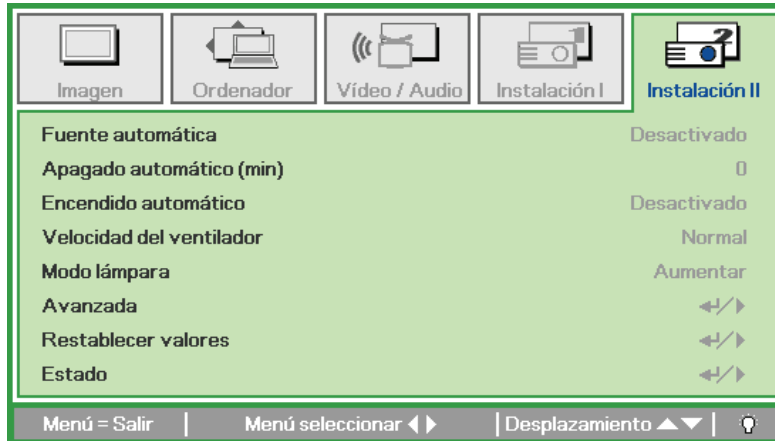 Imagen
Ordenador
Vídeo / Audio
Instalación I
Instalación II
Fuente automática Desactivado
Apagado automático (min) 0
Encendido automático Desactivado
Velocidad del ventilador Normal
Modo lámpara Aumentar
Avanzada
Restablecer valores
Estado
Menú = Salir Menú seleccionar Desplazamiento